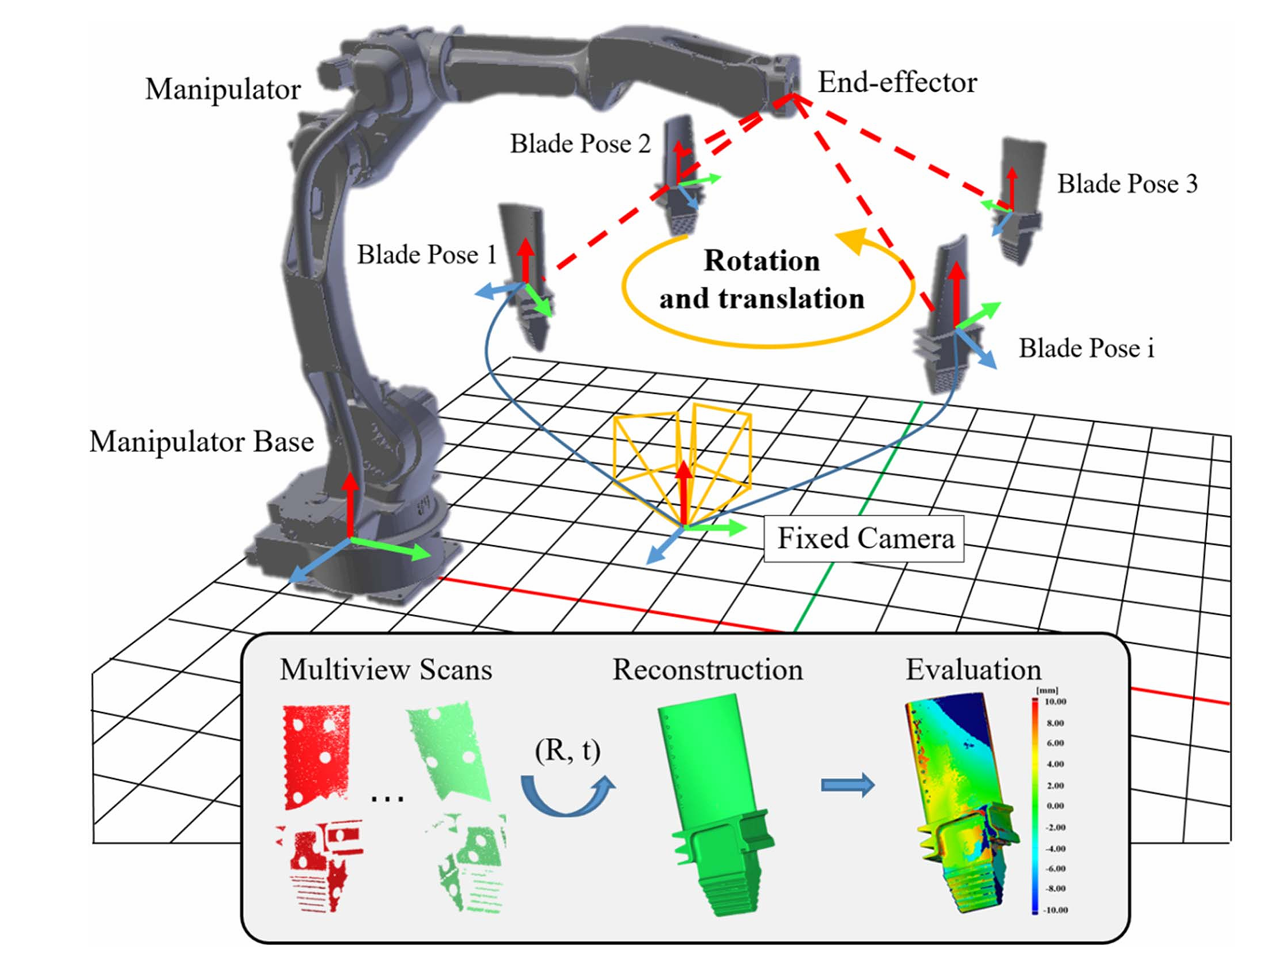 Manipulator
End-effector
Blade Pose 2
Blade Pose 3
Blade Pose 1
Rotation
and translation
Blade Pose i
Manipulator Base
Fixed Camera
Multiview Scans
Reconstruction
Evaluation
[mm]
10.00
8.00
6.00
4.00
2.00
0.00
-2.00
-4.00
-6.00
-8.00
-10.00
(R, t)
...